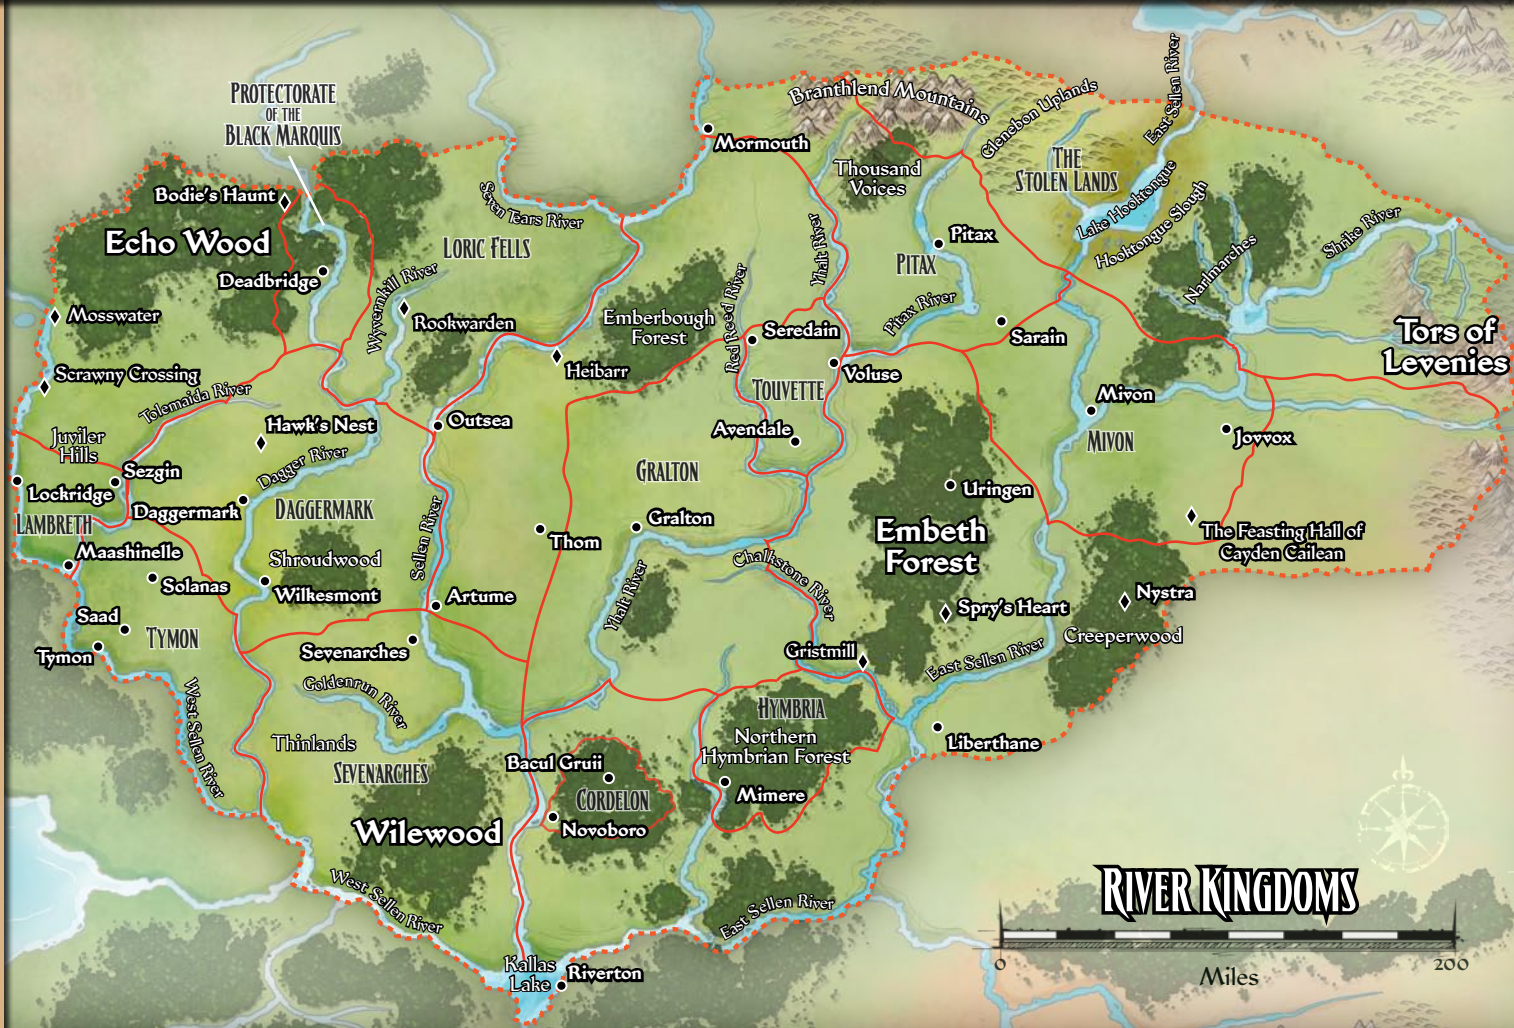 PROTECTORATE
OF THE
BLACK MARQUIS
Branthlend Mountains
Glenebon Uplands
East Sellen River
Mormouth
Thousand
Voices
THE
STOLEN LANDS
Bodie's Haunt
Seven Tears River
Lake Hooktongue
Hooktongue Slough
Echo Wood
LORIC FELLS
Yhalt River
Pitax
Shrike River
Deadbridge
Wyvernkill River
PITAX
Narlmarches
Mosswater
Rookwarden
Emberbough
Forest
Red Reed River
Seredain
Pitax River
Sarain
Tors of
Levenies
Scrawny Crossing
Heibarr
Voluse
Tolemaida River
TOUVETTE
Mivon
Hawk's Nest
Outsea
Avendale
Jovvox
Juviler
Hills
Dagger River
MIVON
Sezgin
GRALTON
Lockridge
Uringen
Daggermark
DAGGERMARK
LAMBRETH
Sellen River
Gralton
Embeth
Forest
The Feasting Hall of
Cayden Cailean
Thom
Maashinelle
Shroudwood
Chalkstone River
Solanas
Wilkesmont
Artume
Yhalt River
Spry's Heart
Nystra
Saad
TYMON
Creeperwood
Tymon
Sevenarches
Gristmill
East Sellen River
Goldenrun River
West Sellen River
HYMBRIA
Northern
Hymbrian Forest
Liberthane
Thinlands
SEVENARCHES
Bacul Gruii
CORDELON
Mimere
Wilewood
Novoboro
West Sellen River
East Sellen River
RIVER KINGDOMS
Kallas
Lake
Riverton
0
200
Miles